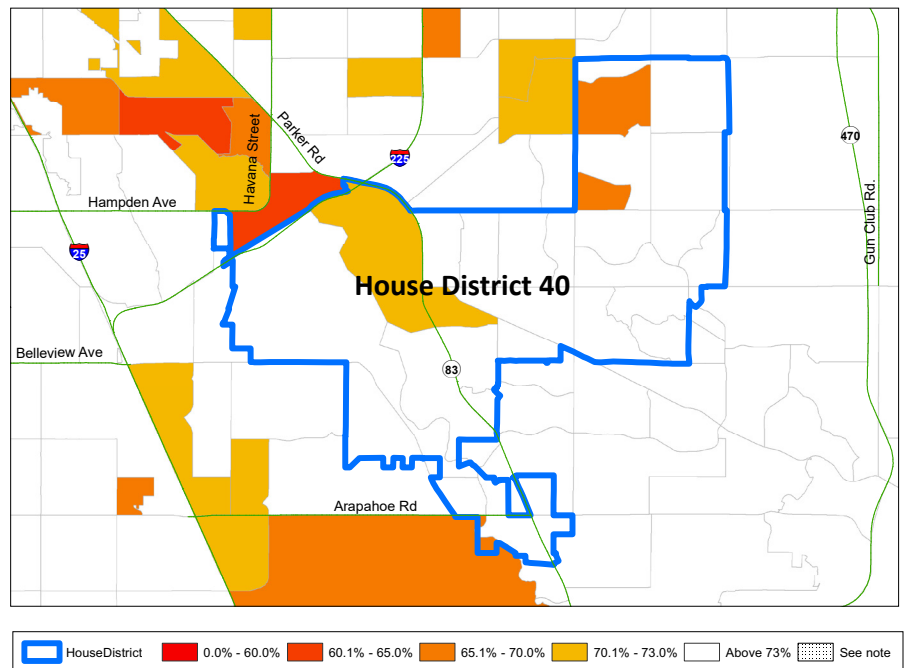 Parker Rd
Havana Street
225
470
Hampden Ave
25
Gun Club Rd.
House District 40
Belleview Ave
83
Arapahoe Rd
HouseDistrict 0.0% - 60.0% 60.1% - 65.0% 65.1% - 70.0% 70.1% - 73.0% Above 73% See note